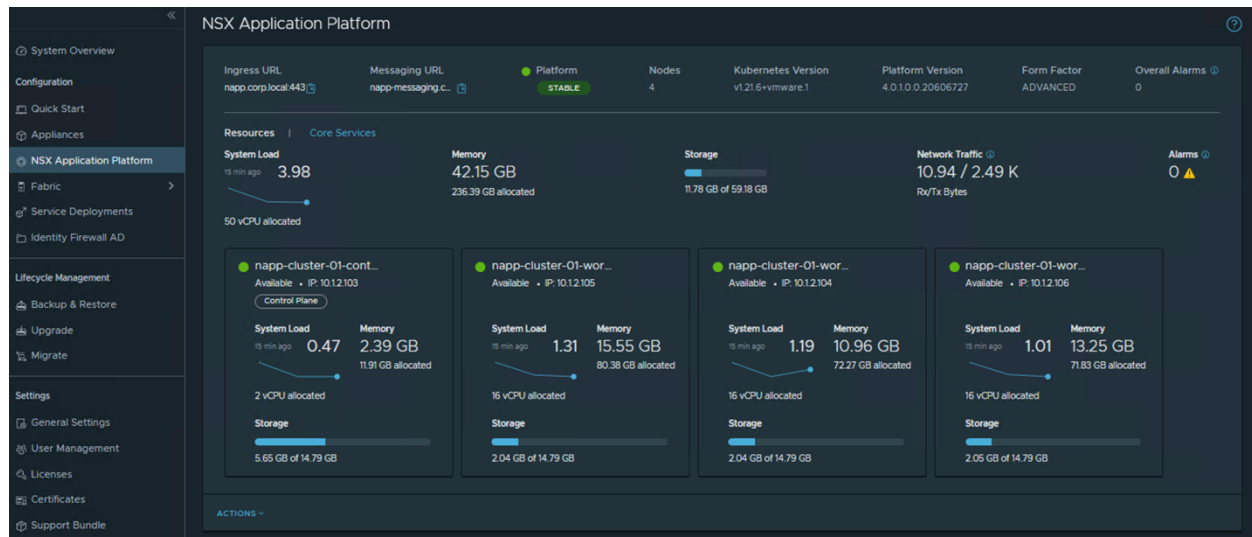 NSX Application Platform
System Overview
Configuration
Quick Start
Appliances
NSX Application Platform
Fabric
Service Deployments
Identity Firewall AD
Lifecycle Management
Backup & Restore
Upgrade
Migrate
Settings
General Settings
User Management
Licenses
Certificates
Support Bundle
Ingress URL Messaging URL Platform Nodes Kubernetes Version Platform Version Form Factor Overall Alarms
napp.corp.local:443 napp-messaging.c... STABLE 4 v1.21.6+vmware.1 4.0.1.0.0.20606727 ADVANCED 0
Resources | Core Services
System Load Memory Storage Network Traffic Alarms
15 min ago 3.98 42.15 GB 10.94 / 2.49 K 0
236.39 GB allocated 11.78 GB of 59.18 GB Rx/Tx Bytes
50 vCPU allocated
napp-cluster-01-cont...
Available • IP: 10.1.2.103
Control Plane
System Load Memory
15 min ago 0.47 2.39 GB
11.91 GB allocated
2 vCPU allocated
Storage
5.65 GB of 14.79 GB
napp-cluster-01-wor...
Available • IP: 10.1.2.105
System Load Memory
15 min ago 1.31 15.55 GB
80.38 GB allocated
16 vCPU allocated
Storage
2.04 GB of 14.79 GB
napp-cluster-01-wor...
Available • IP: 10.1.2.104
System Load Memory
15 min ago 1.19 10.96 GB
72.27 GB allocated
16 vCPU allocated
Storage
2.04 GB of 14.79 GB
napp-cluster-01-wor...
Available • IP: 10.1.2.106
System Load Memory
15 min ago 1.01 13.25 GB
71.83 GB allocated
16 vCPU allocated
Storage
2.05 GB of 14.79 GB
ACTIONS